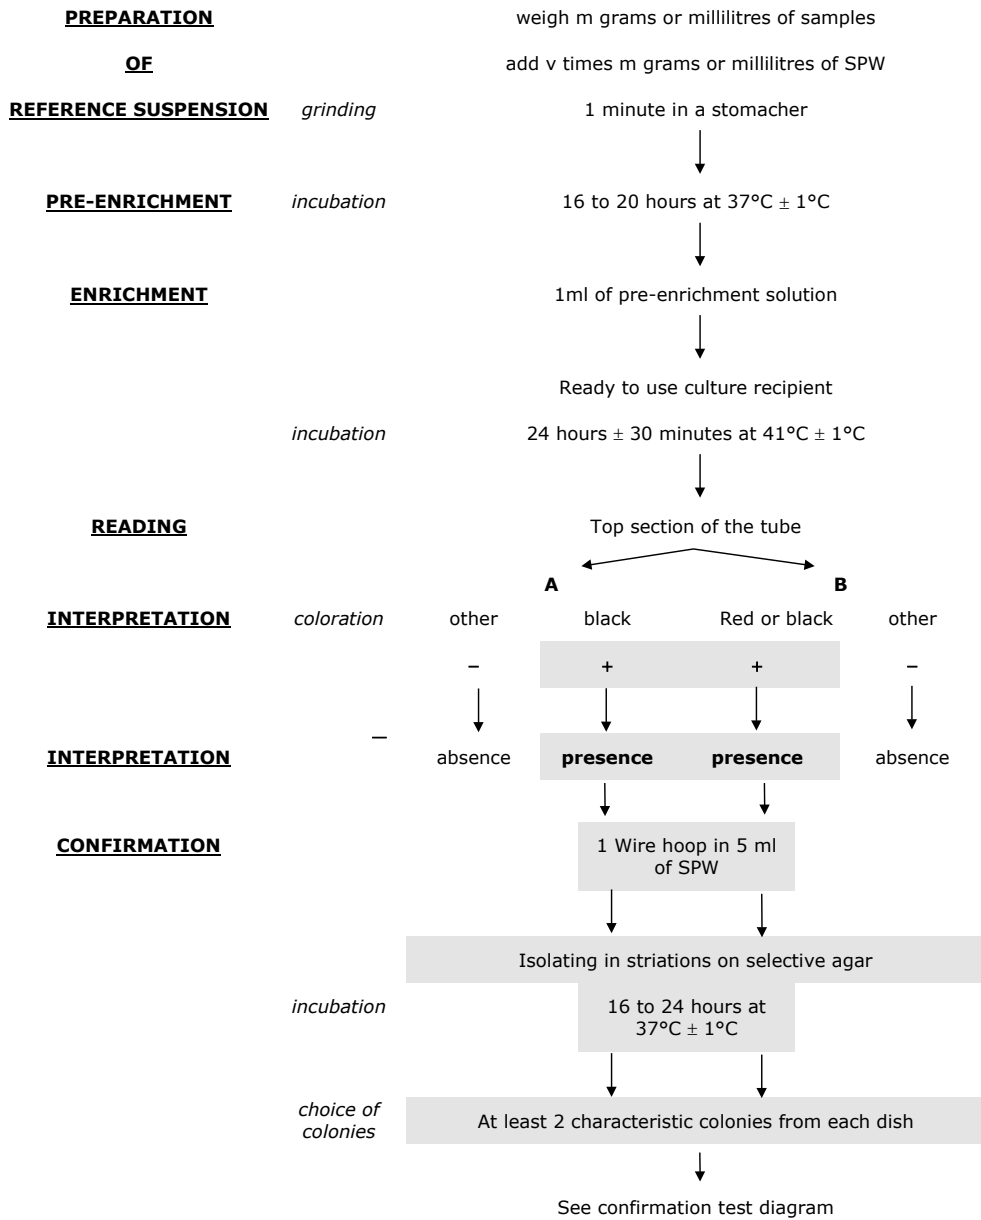 PREPARATION weigh m grams or millilitres of samples
OF add v times m grams or millilitres of SPW
REFERENCE SUSPENSION grinding 1 minute in a stomacher
PRE-ENRICHMENT incubation 16 to 20 hours at 37°C ± 1°C
ENRICHMENT 1ml of pre-enrichment solution
Ready to use culture recipient
incubation 24 hours ± 30 minutes at 41°C ± 1°C
READING Top section of the tube
A B
INTERPRETATION coloration other black Red or black other
– + + –
–
INTERPRETATION absence presence presence absence
CONFIRMATION 1 Wire hoop in 5 ml
of SPW
Isolating in striations on selective agar
incubation 16 to 24 hours at
37°C ± 1°C
choice of
colonies At least 2 characteristic colonies from each dish
See confirmation test diagram